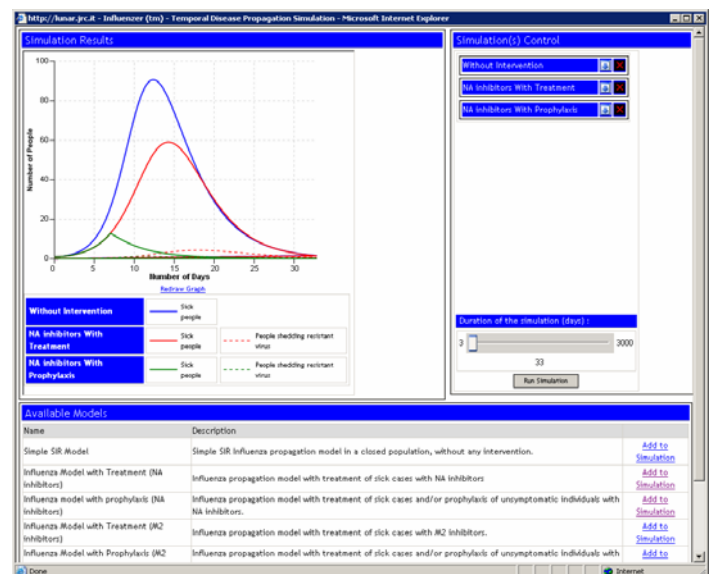 http://lunar.jrc.it - Influenzer (tm) - Temporal Disease Propagation Simulation - Microsoft Internet Explorer
Simulation Results
100
80
60
40
20
0
Number of People
0 5 10 15 20 25 30
Number of Days
Redraw Graph
Without Intervention
Sick people
NA inhibitors With Treatment
Sick people
People shedding resistant virus
NA inhibitors With Prophylaxis
Sick people
People shedding resistant virus
Simulation(s) Control
Without Intervention
NA inhibitors With Treatment
NA inhibitors With Prophylaxis
Duration of the simulation (days) :
3 3000
33
Run Simulation
Available Models
Name Description
Simple SIR Model Simple SIR Influenza propagation model in a closed population, without any intervention. Add to Simulation
Influenza Model with Treatment (NA inhibitors) Influenza propagation model with treatment of sick cases with NA inhibitors Add to Simulation
Influenza model with prophylaxis (NA inhibitors) Influenza propagation model with treatment of sick cases and/or prophylaxis of unsymptomatic individuals with NA inhibitors. Add to Simulation
Influenza Model with Treatment (M2 inhibitors) Influenza propagation model with treatment of sick cases with M2 inhibitors. Add to Simulation
Influenza Model with Prophylaxis (M2 Influenza propagation model with treatment of sick cases and/or prophylaxis of unsymptomatic individuals with Add to
Done Internet